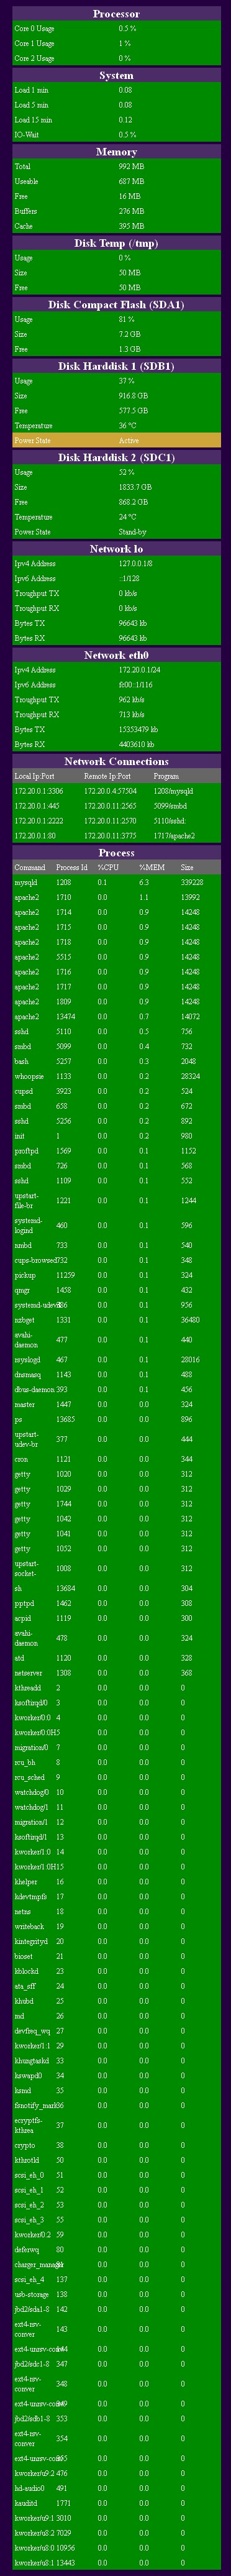 Processor
Core 0 Usage 0.5 %
Core 1 Usage 1 %
Core 2 Usage 0 %
System
Load 1 min 0.08
Load 5 min 0.08
Load 15 min 0.12
IO-Wait 0.5 %
Memory
Total 992 MB
Useable 687 MB
Free 16 MB
Buffers 276 MB
Cache 395 MB
Disk Temp (/tmp)
Usage 0 %
Size 50 MB
Free 50 MB
Disk Compact Flash (SDA1)
Usage 81 %
Size 7.2 GB
Free 1.3 GB
Disk Harddisk 1 (SDB1)
Usage 37 %
Size 916.8 GB
Free 577.5 GB
Temperature 36 °C
Power State Active
Disk Harddisk 2 (SDC1)
Usage 52 %
Size 1833.7 GB
Free 868.2 GB
Temperature 24 °C
Power State Stand-by
Network lo
Ipv4 Address 127.0.0.1/8
Ipv6 Address ::1/128
Troughput TX 0 kb/s
Troughput RX 0 kb/s
Bytes TX 96643 kb
Bytes RX 96643 kb
Network eth0
Ipv4 Address 172.20.0.1/24
Ipv6 Address fc00::1/116
Troughput TX 962 kb/s
Troughput RX 713 kb/s
Bytes TX 15353479 kb
Bytes RX 4403610 kb
Network Connections
Local Ip:Port Remote Ip:Port Program
172.20.0.1:3306 172.20.0.4:57504 1208/mysqld
172.20.0.1:445 172.20.0.11:2565 5099/smbd
172.20.0.1:2222 172.20.0.11:2570 5110/sshd:
172.20.0.1:80 172.20.0.11:3775 1717/apache2
Process
Command Process Id %CPU %MEM Size
mysqld 1208 0.1 6.3 339228
apache2 1710 0.0 1.1 13992
apache2 1714 0.0 0.9 14248
apache2 1715 0.0 0.9 14248
apache2 1718 0.0 0.9 14248
apache2 5515 0.0 0.9 14248
apache2 1716 0.0 0.9 14248
apache2 1717 0.0 0.9 14248
apache2 1809 0.0 0.9 14248
apache2 13474 0.0 0.7 14072
sshd 5110 0.0 0.5 756
smbd 5099 0.0 0.4 732
bash 5257 0.0 0.3 2048
whoopsie 1133 0.0 0.2 28324
cupsd 3923 0.0 0.2 524
smbd 658 0.0 0.2 672
sshd 5256 0.0 0.2 892
init 1 0.0 0.2 980
proftpd 1569 0.0 0.1 1152
smbd 726 0.0 0.1 568
sshd 1109 0.0 0.1 552
upstart-
file-br 1221 0.0 0.1 1244
systemd-
logind 460 0.0 0.1 596
nmbd 733 0.0 0.1 540
cups-browsed 732 0.0 0.1 348
pickup 11259 0.0 0.1 324
qmgr 1458 0.0 0.1 432
systemd-udevd 386 0.0 0.1 956
nzbget 1331 0.0 0.1 36480
avahi-
daemon 477 0.0 0.1 440
rsyslogd 467 0.0 0.1 28016
dnsmasq 1143 0.0 0.1 488
dbus-daemon 393 0.0 0.1 456
master 1447 0.0 0.0 324
ps 13685 0.0 0.0 896
upstart-
udev-br 377 0.0 0.0 444
cron 1121 0.0 0.0 344
getty 1020 0.0 0.0 312
getty 1029 0.0 0.0 312
getty 1744 0.0 0.0 312
getty 1042 0.0 0.0 312
getty 1041 0.0 0.0 312
getty 1052 0.0 0.0 312
upstart-
socket- 1008 0.0 0.0 312
sh 13684 0.0 0.0 304
pptpd 1462 0.0 0.0 308
acpid 1119 0.0 0.0 300
avahi-
daemon 478 0.0 0.0 324
atd 1120 0.0 0.0 328
netserver 1308 0.0 0.0 368
kthreadd 2 0.0 0.0 0
ksoftirqd/0 3 0.0 0.0 0
kworker/0:0 4 0.0 0.0 0
kworker/0:0H 5 0.0 0.0 0
migration/0 7 0.0 0.0 0
rcu_bh 8 0.0 0.0 0
rcu_sched 9 0.0 0.0 0
watchdog/0 10 0.0 0.0 0
watchdog/1 11 0.0 0.0 0
migration/1 12 0.0 0.0 0
ksoftirqd/1 13 0.0 0.0 0
kworker/1:0 14 0.0 0.0 0
kworker/1:0H 15 0.0 0.0 0
khelper 16 0.0 0.0 0
kdevtmpfs 17 0.0 0.0 0
netns 18 0.0 0.0 0
writeback 19 0.0 0.0 0
kintegrityd 20 0.0 0.0 0
bioset 21 0.0 0.0 0
kblockd 23 0.0 0.0 0
ata_sff 24 0.0 0.0 0
khubd 25 0.0 0.0 0
md 26 0.0 0.0 0
devfreq_wq 27 0.0 0.0 0
kworker/1:1 29 0.0 0.0 0
khungtaskd 33 0.0 0.0 0
kswapd0 34 0.0 0.0 0
ksmd 35 0.0 0.0 0
fsnotify_mark 36 0.0 0.0 0
ecryptfs-
kthrea 37 0.0 0.0 0
crypto 38 0.0 0.0 0
kthrotld 50 0.0 0.0 0
scsi_eh_0 51 0.0 0.0 0
scsi_eh_1 52 0.0 0.0 0
scsi_eh_2 53 0.0 0.0 0
scsi_eh_3 55 0.0 0.0 0
kworker/0:2 59 0.0 0.0 0
deferwq 80 0.0 0.0 0
charger_manager 0.0 0.0 0
scsi_eh_4 137 0.0 0.0 0
usb-storage 138 0.0 0.0 0
jbd2/sda1-8 142 0.0 0.0 0
ext4-rsv-
conver 143 0.0 0.0 0
ext4-unrsv-conv 144 0.0 0.0 0
jbd2/sdc1-8 347 0.0 0.0 0
ext4-rsv-
conver 348 0.0 0.0 0
ext4-unrsv-conv 349 0.0 0.0 0
jbd2/sdb1-8 353 0.0 0.0 0
ext4-rsv-
conver 354 0.0 0.0 0
ext4-unrsv-conv 355 0.0 0.0 0
kworker/u9:2 476 0.0 0.0 0
hd-audio0 491 0.0 0.0 0
kauditd 1771 0.0 0.0 0
kworker/u9:1 3010 0.0 0.0 0
kworker/u8:2 7029 0.0 0.0 0
kworker/u8:0 10956 0.0 0.0 0
kworker/u8:1 13443 0.0 0.0 0